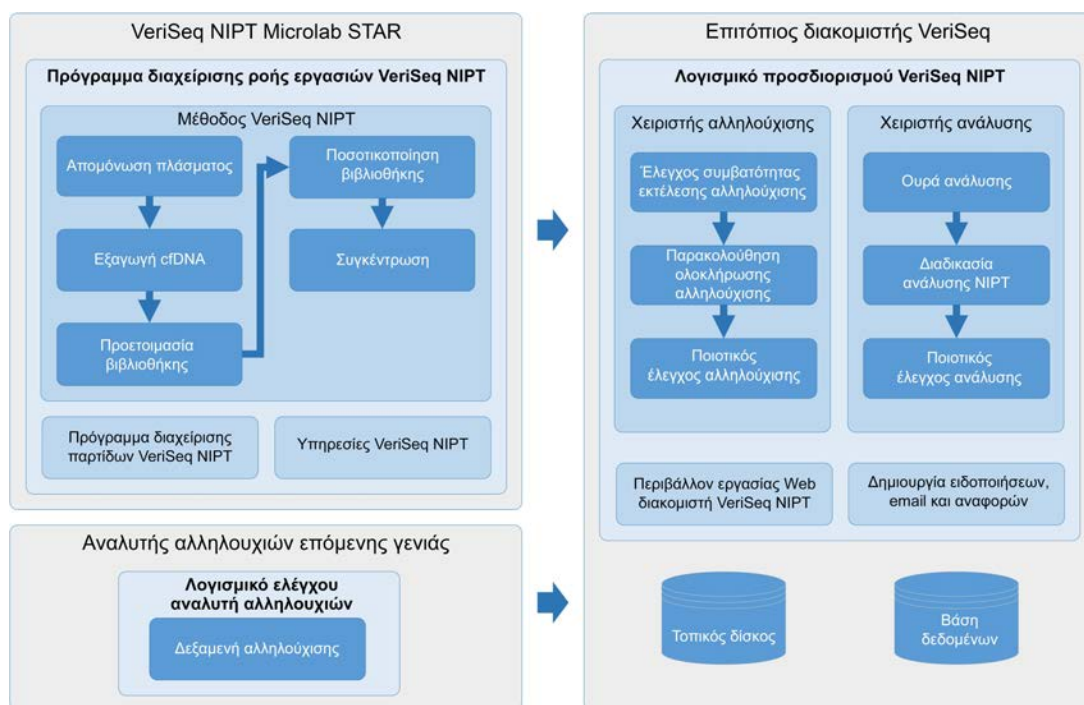 VeriSeq NIPT Microlab STAR
Πρόγραμμα διαχείρισης ροής εργασιών VeriSeq NIPT
Μέθοδος VeriSeq NIPT
Απομόνωση πλάσματος
Εξαγωγή cfDNA
Προετοιμασία
βιβλιοθήκης
Ποσοτικοποίηση
βιβλιοθήκης
Συγκέντρωση
Πρόγραμμα διαχείρισης
παρτίδων VeriSeq NIPT
Υπηρεσίες VeriSeq NIPT
Αναλυτής αλληλουχιών επόμενης γενιάς
Λογισμικό ελέγχου
αναλυτή αλληλουχιών
Δεξαμενή αλληλούχισης
Επιτόπιος διακομιστής VeriSeq
Λογισμικό προσδιορισμού VeriSeq NIPT
Χειριστής αλληλούχισης
Έλεγχος συμβατότητας
εκτέλεσης αλληλούχισης
Παρακολούθηση
ολοκλήρωσης
αλληλούχισης
Ποιοτικός
έλεγχος αλληλούχισης
Χειριστής ανάλυσης
Ουρά ανάλυσης
Διαδικασία
ανάλυσης NIPT
Ποιοτικός
έλεγχος ανάλυσης
Περιβάλλον εργασίας Web
διακομιστή VeriSeq NIPT
Δημιουργία ειδοποιήσεων,
email και αναφορών
Τοπικός δίσκος
Βάση
δεδομένων